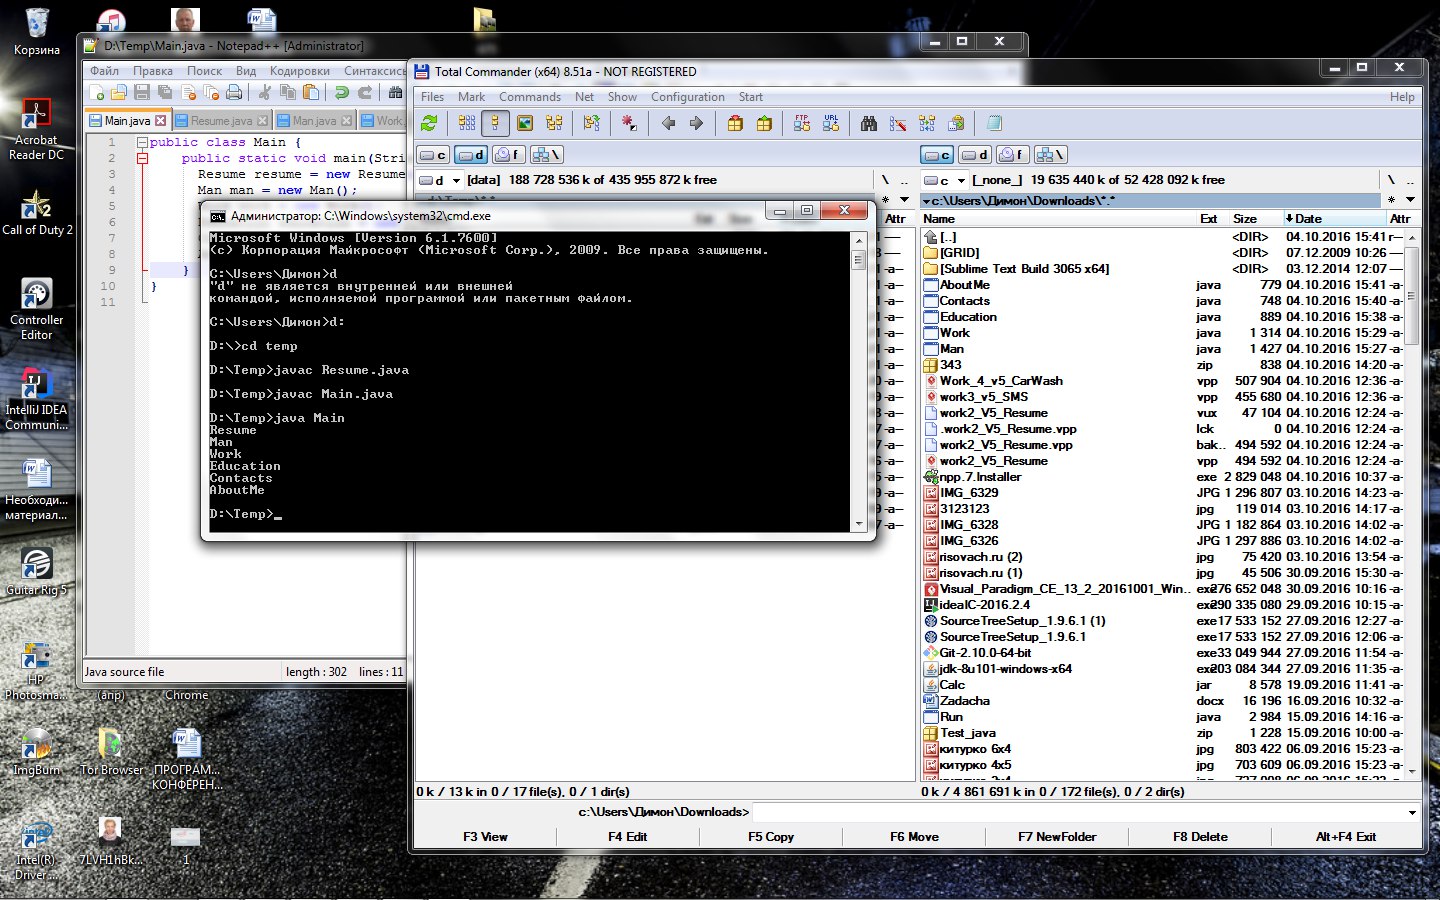 Корзина
Acrobat
Reader DC
Call of Duty 2
Controller
Editor
IntelliJ IDEA
Communi...
Необходи...
материал...
Guitar Rig 5
HP
Photosma...
(апр)
Chrome
ImgBurn
Tor Browser
ПРОГРАМ...
КОНФЕРЕН...
Intel(R)
Driver ...
7LVH1hBk...
1
D:\Temp\Main.java - Notepad++ [Administrator]
Файл Правка Поиск Вид Кодировки Синтаксисы
Main.java Resume.java Man.java Work.
1 public class Main {
2 public static void main(Stri
3 Resume resume = new Resume
4 Man man = new Man();
5
6
7
8
9 }
10 }
11
Java source file length : 302 lines : 11
Администратор: C:\Windows\system32\cmd.exe
Microsoft Windows [Version 6.1.7600]
(c) Корпорация Майкрософт (Microsoft Corp.), 2009. Все права защищены.
C:\Users\Димон>d
"d" не является внутренней или внешней
командой, исполняемой программой или пакетным файлом.
C:\Users\Димон>d:
D:\>cd temp
D:\Temp>javac Resume.java
D:\Temp>javac Main.java
D:\Temp>java Main
Resume
Man
Work
Education
Contacts
AboutMe
D:\Temp>_
Total Commander (x64) 8.51a - NOT REGISTERED
Files Mark Commands Net Show Configuration Start Help
FTP URL
c d f \
c d f \
d [data] 188 728 536 k of 435 955 872 k free \ ..
c [_none_] 19 635 440 k of 52 428 092 k free \ ..
c:\Users\Димон\Downloads\*.* * 
Attr
Name Ext Size Date Attr
[..] <DIR> 04.10.2016 15:41 r—
[GRID] <DIR> 07.12.2009 10:26 —
[Sublime Text Build 3065 x64] <DIR> 03.12.2014 12:07 —
AboutMe java 779 04.10.2016 15:41 -a-
Contacts java 748 04.10.2016 15:40 -a-
Education java 889 04.10.2016 15:38 -a-
Work java 1 314 04.10.2016 15:29 -a-
Man java 1 427 04.10.2016 15:27 -a-
343 zip 838 04.10.2016 14:20 -a-
Work_4_v5_CarWash vpp 507 904 04.10.2016 12:36 -a-
work3_v5_SMS vpp 455 680 04.10.2016 12:36 -a-
work2_V5_Resume vux 47 104 04.10.2016 12:24 -a-
.work2_V5_Resume.vpp lck 0 04.10.2016 12:24 -a-
work2_V5_Resume.vpp bak.. 494 592 04.10.2016 12:24 -a-
work2_V5_Resume vpp 494 592 04.10.2016 12:24 -a-
npp.7.Installer exe 2 829 048 04.10.2016 10:37 -a-
IMG_6329 JPG 1 296 807 03.10.2016 14:23 -a-
3123123 jpg 119 014 03.10.2016 14:17 -a-
IMG_6328 JPG 1 182 864 03.10.2016 14:02 -a-
IMG_6326 JPG 1 297 886 03.10.2016 14:02 -a-
risovach.ru (2) jpg 75 420 03.10.2016 13:54 -a-
risovach.ru (1) jpg 45 506 30.09.2016 15:30 -a-
Visual_Paradigm_CE_13_2_20161001_Win.. exe 276 652 048 30.09.2016 10:16 -a-
ideaIC-2016.2.4 exe 290 335 080 29.09.2016 10:15 -a-
SourceTreeSetup_1.9.6.1 (1) exe 17 533 152 27.09.2016 12:27 -a-
SourceTreeSetup_1.9.6.1 exe 17 533 152 27.09.2016 12:06 -a-
Git-2.10.0-64-bit exe 33 049 944 27.09.2016 11:54 -a-
jdk-8u101-windows-x64 exe 203 084 344 27.09.2016 11:35 -a-
Calc jar 8 578 19.09.2016 11:41 -a-
Zadacha docx 16 196 16.09.2016 10:32 -a-
Run java 2 984 15.09.2016 14:16 -a-
Test_java zip 1 228 15.09.2016 10:00 -a-
китурко 6x4 jpg 803 422 06.09.2016 15:23 -a-
китурко 4x5 jpg 703 609 06.09.2016 15:23 -a-
0 k / 13 k in 0 / 17 file(s), 0 / 1 dir(s)
0 k / 4 861 691 k in 0 / 172 file(s), 0 / 2 dir(s)
c:\Users\Димон\Downloads>
F3 View F4 Edit F5 Copy F6 Move F7 NewFolder F8 Delete Alt+F4 Exit